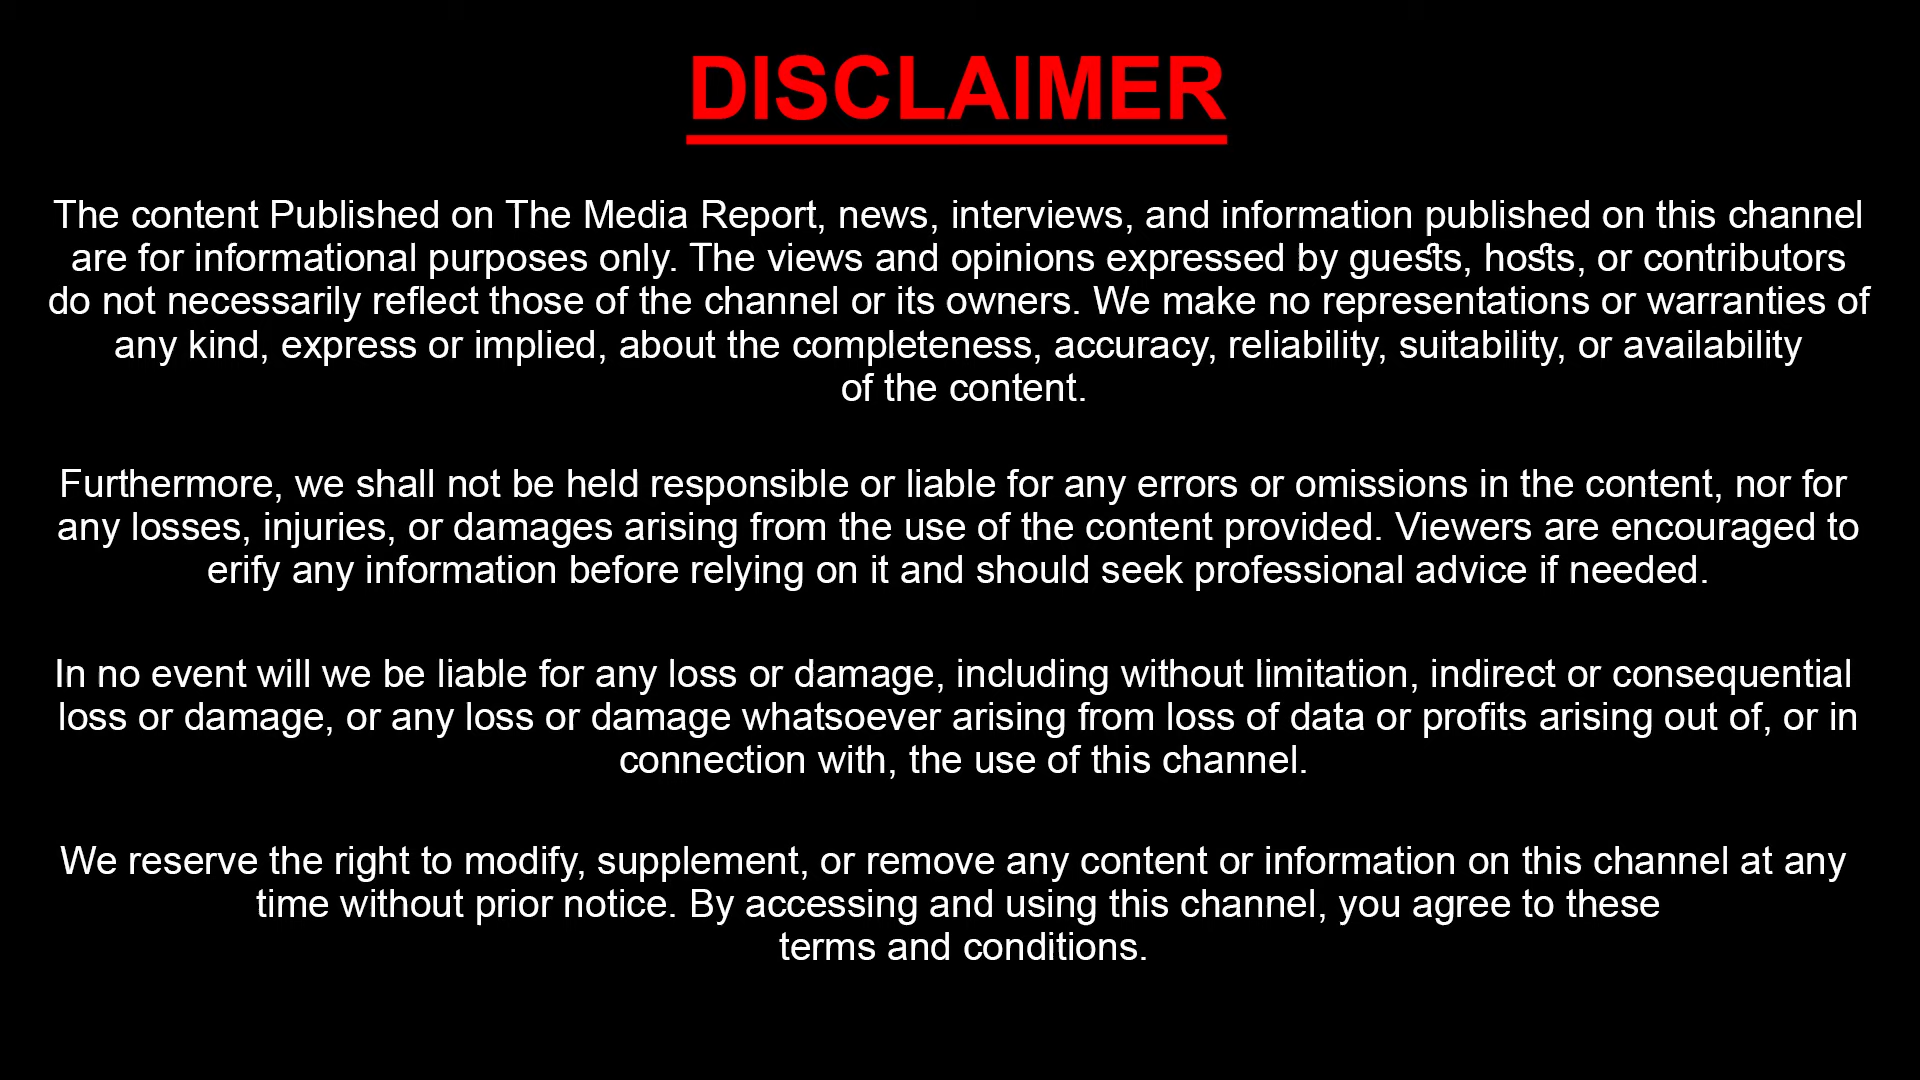 DISCLAIMER
The content Published on The Media Report, news, interviews, and information published on this channel
are for informational purposes only. The views and opinions expressed by guests, hosts, or contributors
do not necessarily reflect those of the channel or its owners. We make no representations or warranties of
any kind, express or implied, about the completeness, accuracy, reliability, suitability, or availability
of the content.
Furthermore, we shall not be held responsible or liable for any errors or omissions in the content, nor for
any losses, injuries, or damages arising from the use of the content provided. Viewers are encouraged to
erify any information before relying on it and should seek professional advice if needed.
In no event will we be liable for any loss or damage, including without limitation, indirect or consequential
loss or damage, or any loss or damage whatsoever arising from loss of data or profits arising out of, or in
connection with, the use of this channel.
We reserve the right to modify, supplement, or remove any content or information on this channel at any
time without prior notice. By accessing and using this channel, you agree to these
terms and conditions.